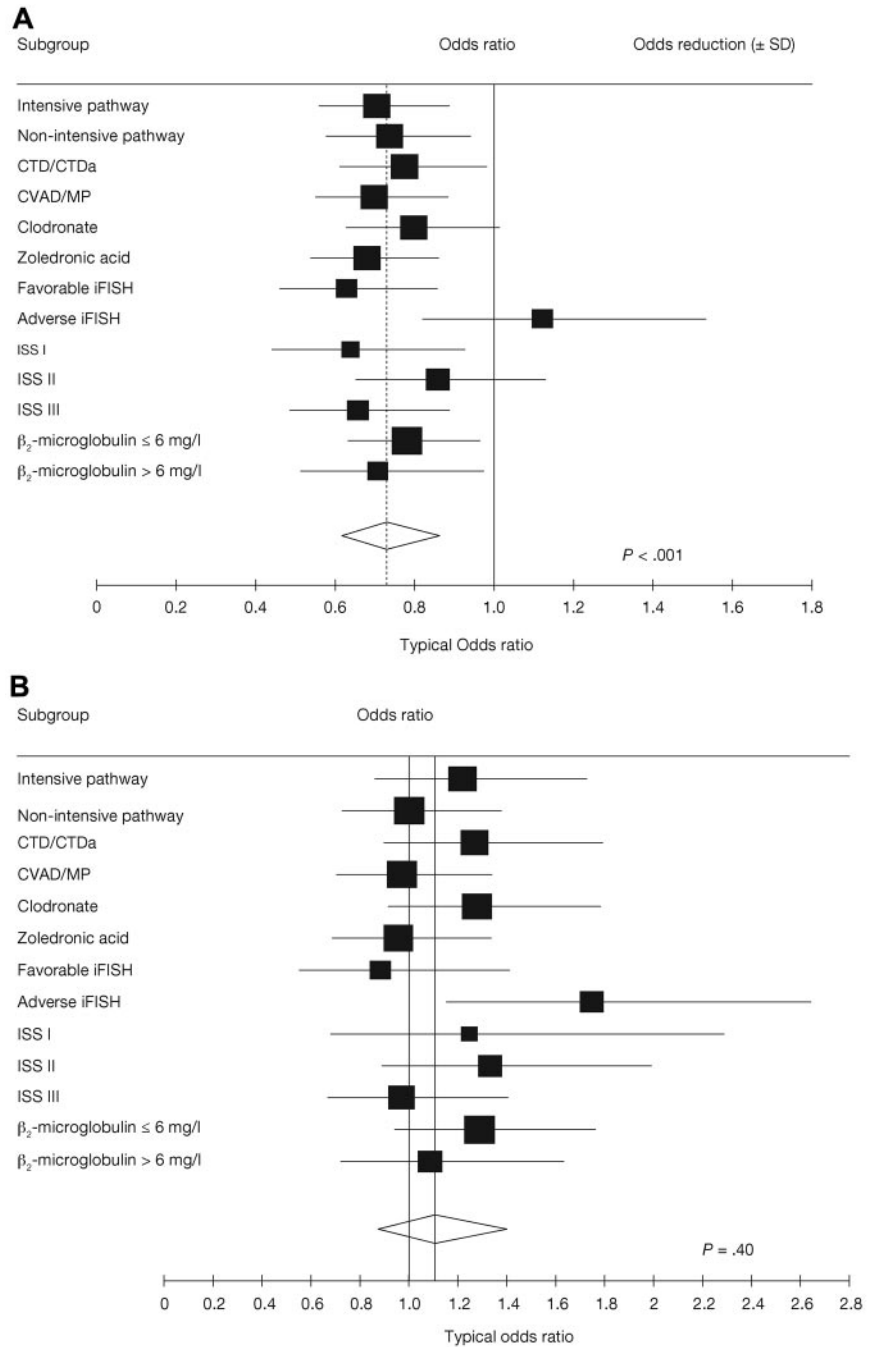 A
Subgroup Odds ratio Odds reduction (± SD)
Intensive pathway
Non-intensive pathway
CTD/CTDa
CVAD/MP
Clodronate
Zoledronic acid
Favorable iFISH
Adverse iFISH
ISS I
ISS II
ISS III
β₂-microglobulin ≤ 6 mg/l
β₂-microglobulin > 6 mg/l
P < .001
0 0.2 0.4 0.6 0.8 1.0 1.2 1.4 1.6 1.8
Typical Odds ratio
B
Subgroup Odds ratio
Intensive pathway
Non-intensive pathway
CTD/CTDa
CVAD/MP
Clodronate
Zoledronic acid
Favorable iFISH
Adverse iFISH
ISS I
ISS II
ISS III
β₂-microglobulin ≤ 6 mg/l
β₂-microglobulin > 6 mg/l
P = .40
0 0.2 0.4 0.6 0.8 1.0 1.2 1.4 1.6 1.8 2 2.2 2.4 2.6 2.8
Typical odds ratio